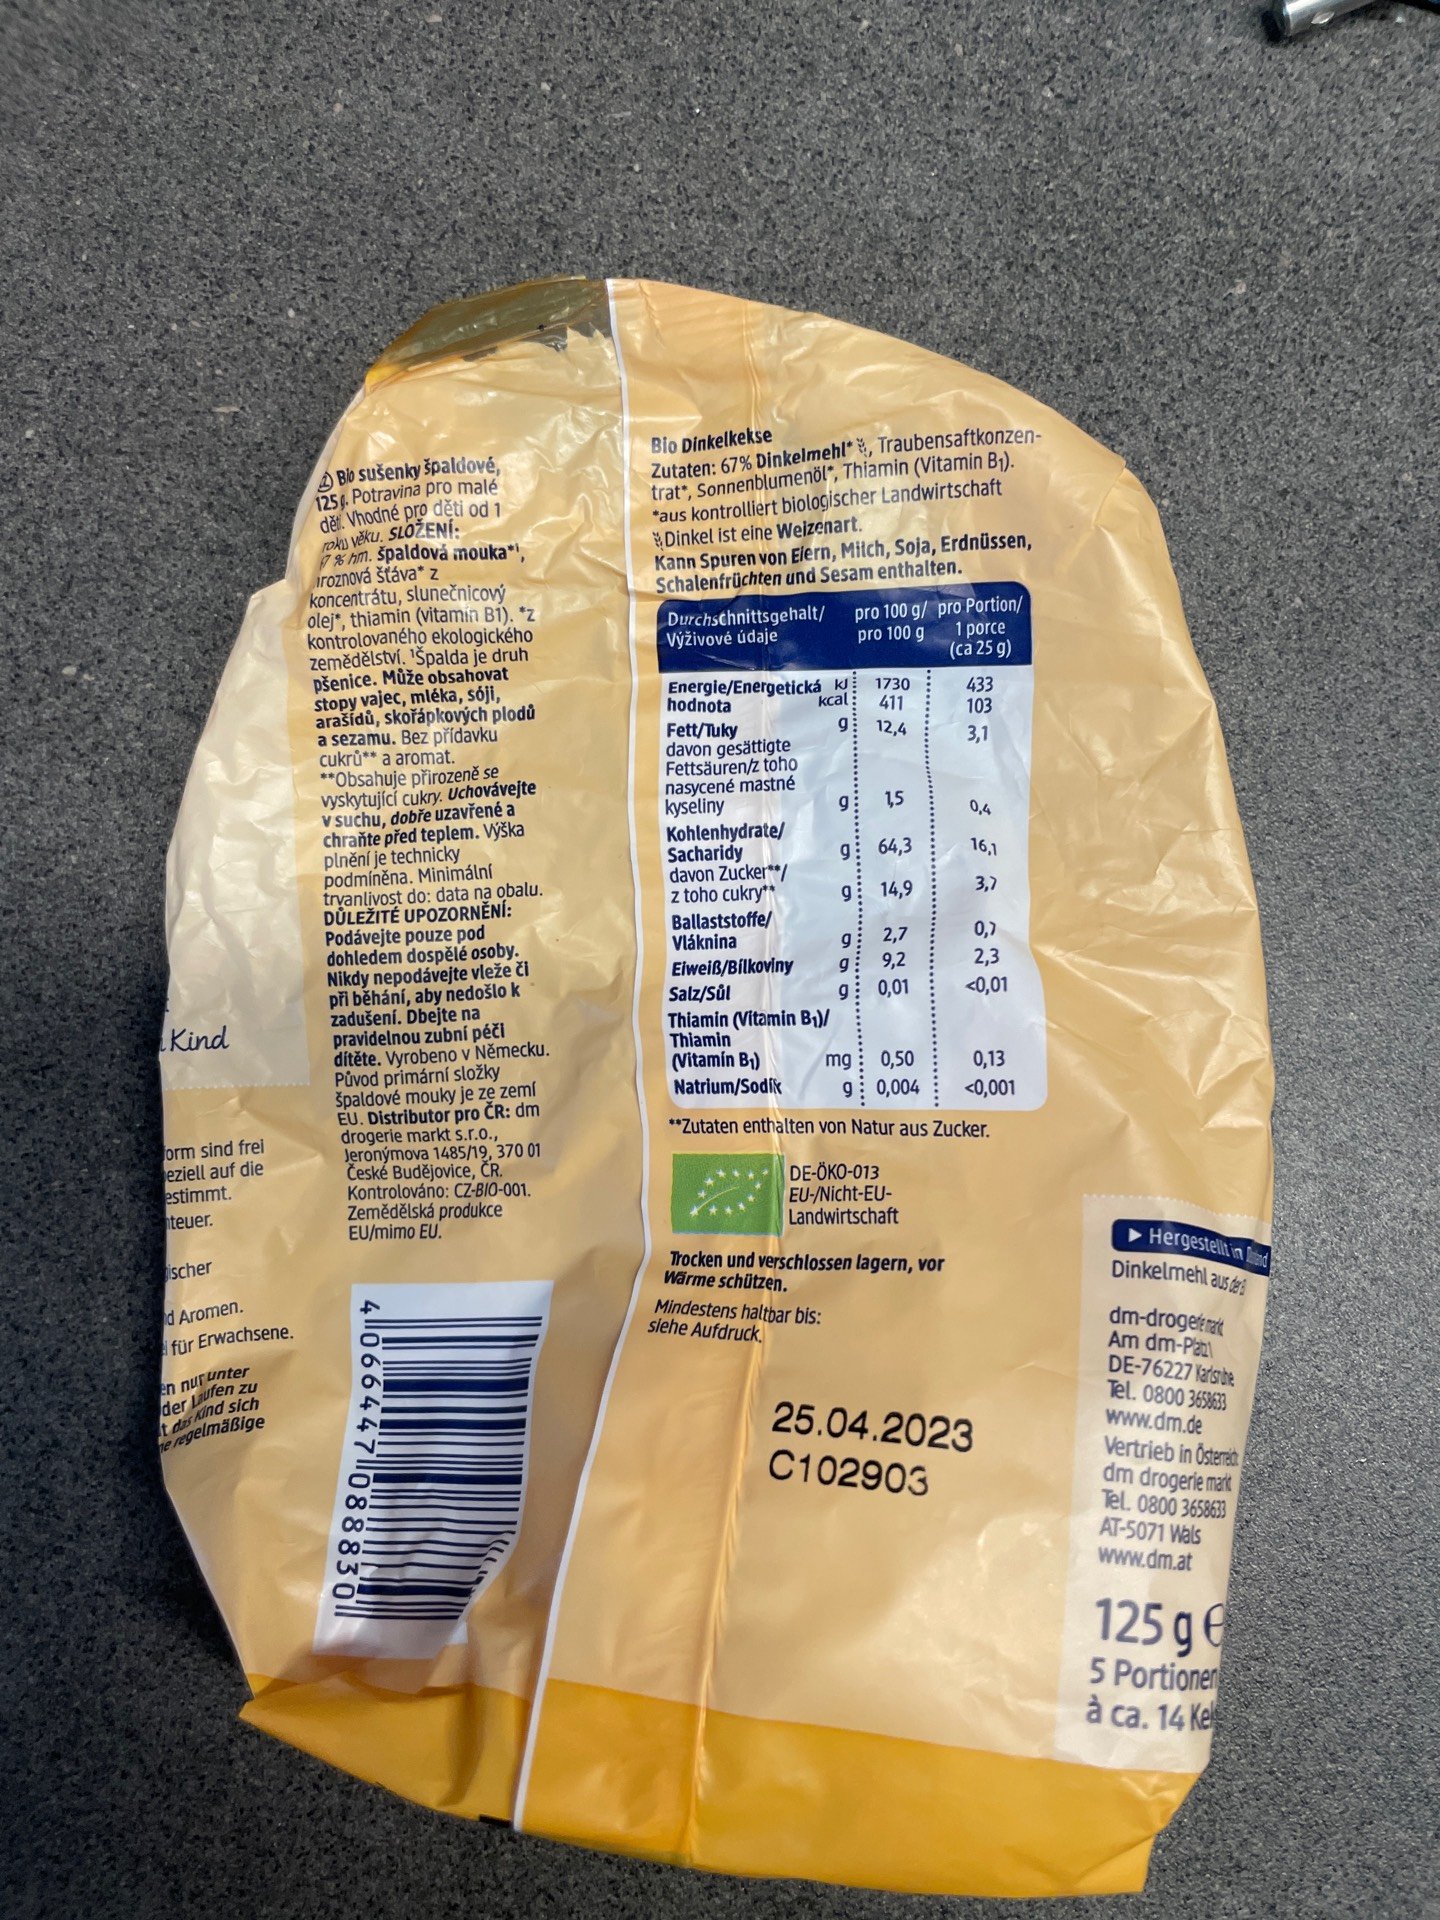 Kind
form sind frei
eziell auf die
estimmt.
nteuer.
ischer
d Aromen.
für Erwachsene.
en nur unter
der Laufen zu
t das Kind sich
ne regelmäßige
Bio sušenky špaldové,
125 g. Potravina pro malé
děti. Vhodné pro děti od 1
roku věku. SLOŽENÍ:
67 % hm. špaldová mouka*¹,
hroznová šťáva* z
koncentrátu, slunečnicový
olej*, thiamin (vitamín B1). *z
kontrolovaného ekologického
zemědělství. ¹Špalda je druh
pšenice. Může obsahovat
stopy vajec, mléka, sóji,
arašídů, skořápkových plodů
a sezamu. Bez přídavku
cukrů** a aromat.
**Obsahuje přirozeně se
vyskytující cukry. Uchovávejte
v suchu, dobře uzavřené a
chraňte před teplem. Výška
plnění je technicky
podmíněna. Minimální
trvanlivost do: data na obalu.
DŮLEŽITÉ UPOZORNĚNÍ:
Podávejte pouze pod
dohledem dospělé osoby.
Nikdy nepodávejte vleže či
při běhání, aby nedošlo k
zadušení. Dbejte na
pravidelnou zubní péči
dítěte. Vyrobeno v Německu.
Původ primární složky
špaldové mouky je ze zemí
EU. Distributor pro ČR: dm
drogerie markt s.r.o.,
Jeronýmova 1485/19, 370 01
České Budějovice, ČR.
Kontrolováno: CZ-BIO-001.
Zemědělská produkce
EU/mimo EU.
4 066447 088830
Bio Dinkelkekse
Zutaten: 67% Dinkelmehl*, Traubensaftkonzen-
trat*, Sonnenblumenöl*, Thiamin (Vitamin B₁).
*aus kontrolliert biologischer Landwirtschaft
Dinkel ist eine Weizenart.
Kann Spuren von Eiern, Milch, Soja, Erdnüssen,
Schalenfrüchten und Sesam enthalten.
Durchschnittsgehalt/ pro 100 g/ pro Portion/
Výživové údaje pro 100 g 1 porce
(ca 25 g)
Energie/Energetická kJ 1730 433
hodnota kcal 411 103
Fett/Tuky g 12,4 3,1
davon gesättigte
Fettsäuren/z toho
nasycené mastné
kyseliny g 1,5 0,4
Kohlenhydrate/
Sacharidy g 64,3 16,1
davon Zucker**/
z toho cukry** g 14,9 3,7
Ballaststoffe/
Vláknina g 2,7 0,7
Eiweiß/Bílkoviny g 9,2 2,3
Salz/Sůl g 0,01 <0,01
Thiamin (Vitamin B₁)/
Thiamin
(Vitamín B₁) mg 0,50 0,13
Natrium/Sodík g 0,004 <0,001
**Zutaten enthalten von Natur aus Zucker.
DE-ÖKO-013
EU-/Nicht-EU-
Landwirtschaft
Trocken und verschlossen lagern, vor
Wärme schützen.
Mindestens haltbar bis:
siehe Aufdruck.
25.04.2023
C102903
Hergestellt in
Dinkelmehl aus der
dm-drogerie markt
Am dm-Platz 1
DE-76227 Karlsruhe
Tel. 0800 3658633
www.dm.de
Vertrieb in Österreich:
dm drogerie markt
Tel. 0800 3658633
AT-5071 Wals
www.dm.at
125 g e
5 Portionen
à ca. 14